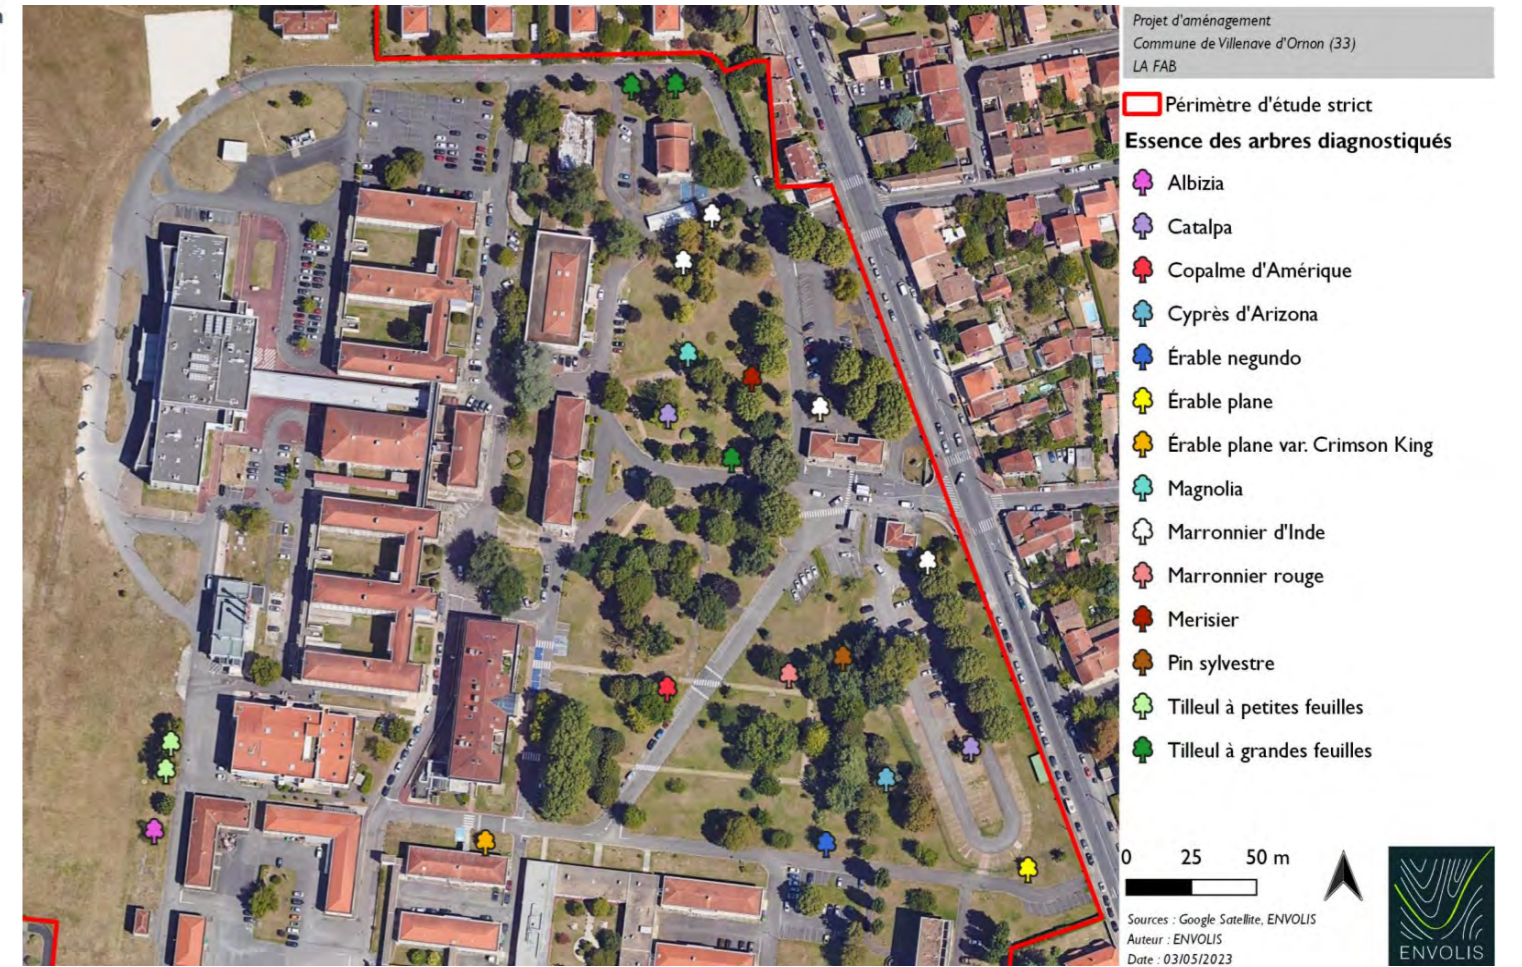 Projet d'aménagement
Commune de Villenave d'Ornon (33)
LA FAB
Périmètre d'étude strict
Essence des arbres diagnostiqués
Albizia
Catalpa
Copalme d'Amérique
Cyprès d'Arizona
Érable negundo
Érable plane
Érable plane var. Crimson King
Magnolia
Marronnier d'Inde
Marronnier rouge
Merisier
Pin sylvestre
Tilleul à petites feuilles
Tilleul à grandes feuilles
0 25 50 m
Sources : Google Satellite, ENVOLIS
Auteur : ENVOLIS
Date : 03/05/2023
ENVOLIS